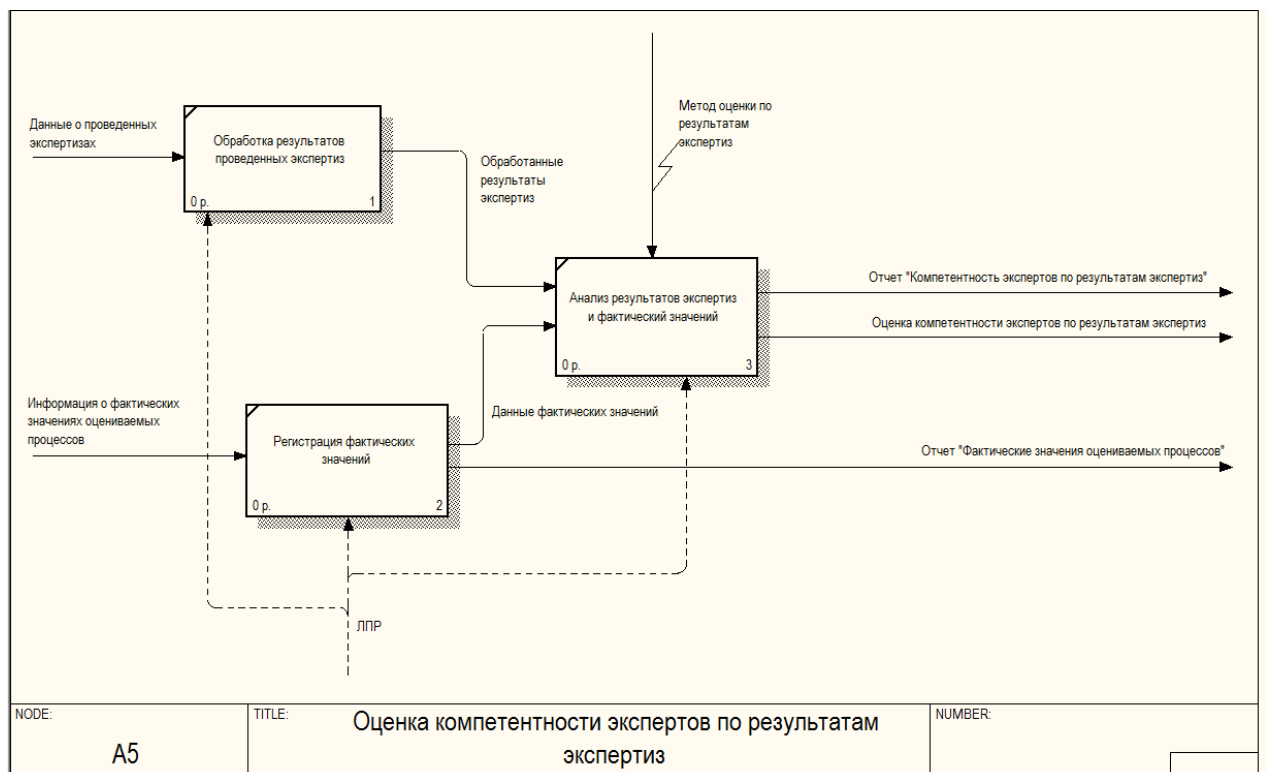 Данные о проведенных
экспертизах
Обработка результатов
проведенных экспертиз
0 р.
1
Обработанные
результаты
экспертиз
Метод оценки по
результатам
экспертиз
Анализ результатов экспертиз
и фактический значений
0 р.
3
Отчет "Компетентность экспертов по результатам экспертиз"
Оценка компетентности экспертов по результатам экспертиз
Информация о фактических
значениях оцениваемых
процессов
Регистрация фактических
значений
0 р.
2
Данные фактических значений
Отчет "Фактические значения оцениваемых процессов"
ЛПР
NODE:
A5
TITLE:
Оценка компетентности экспертов по результатам
экспертиз
NUMBER: